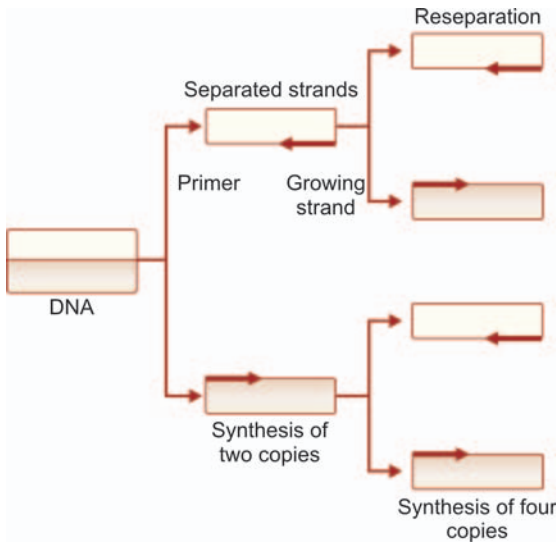 Reseparation
Separated strands
Primer
Growing
strand
DNA
Synthesis of
two copies
Synthesis of four
copies